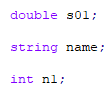 double s01;
string name;
int n1;